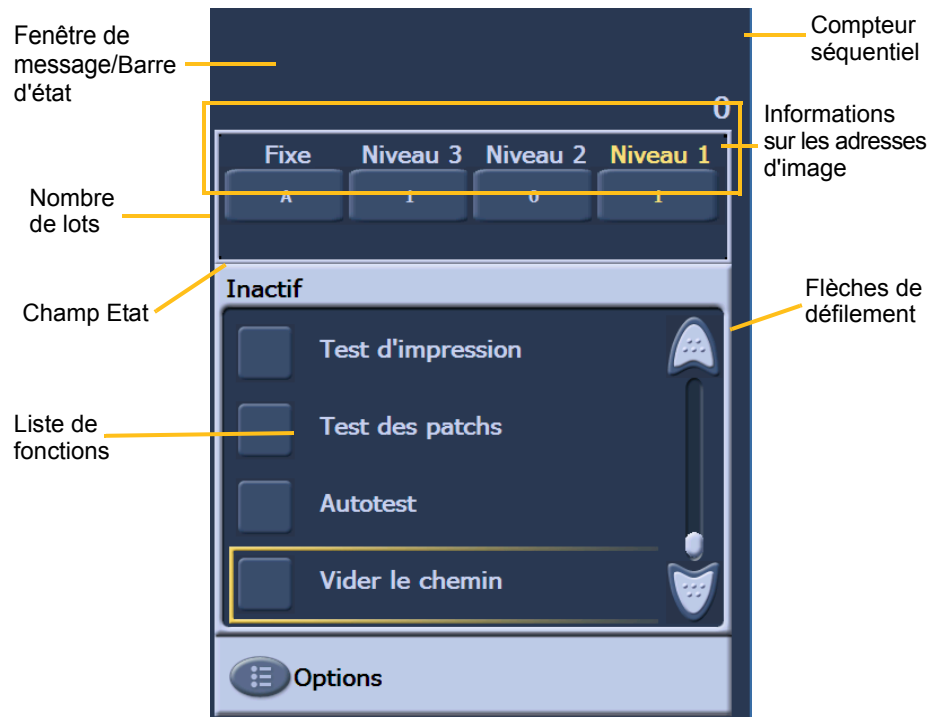 Fenêtre de
message/Barre
d'état
Compteur
séquentiel
0
Informations
sur les adresses
d'image
Fixe Niveau 3 Niveau 2 Niveau 1
A 1 0 1
Nombre
de lots
Champ Etat
Inactif
Flèches de
défilement
Test d'impression
Liste de
fonctions
Test des patchs
Autotest
Vider le chemin
Options